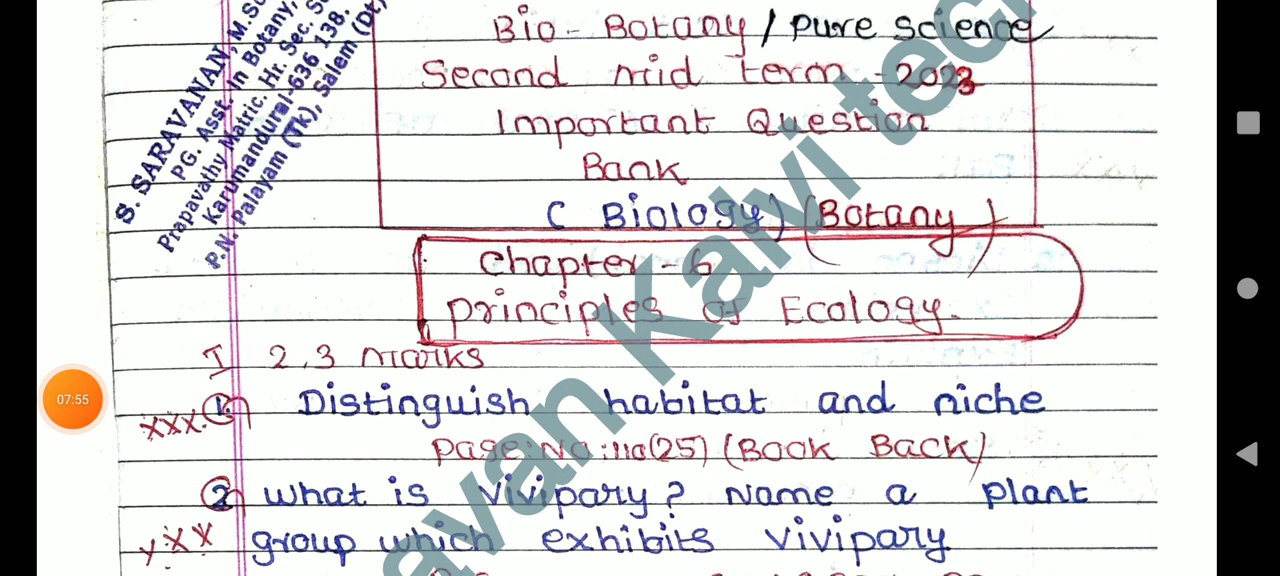 S. SARAVANAN, M.Sc
PG. Asst. in Botany,
Prapavathy Matric. Hr. Sec. S
Karumandurai-636 138.
P.N. Palayam (Tk), Salem (Dt)
Bio - Botany / pure science
Second mid term - 2023
Important Question
Bank
( Biology) (Botany)
chapter - 6
principles of Ecology.
I 2,3 marks
xxx 1. Distinguish habitat and niche
Page:No:110(25) (Book Back)
xxx 2. what is vivipary? Name a plant
group which exhibits vivipary
avan Kalvi tec
07:55